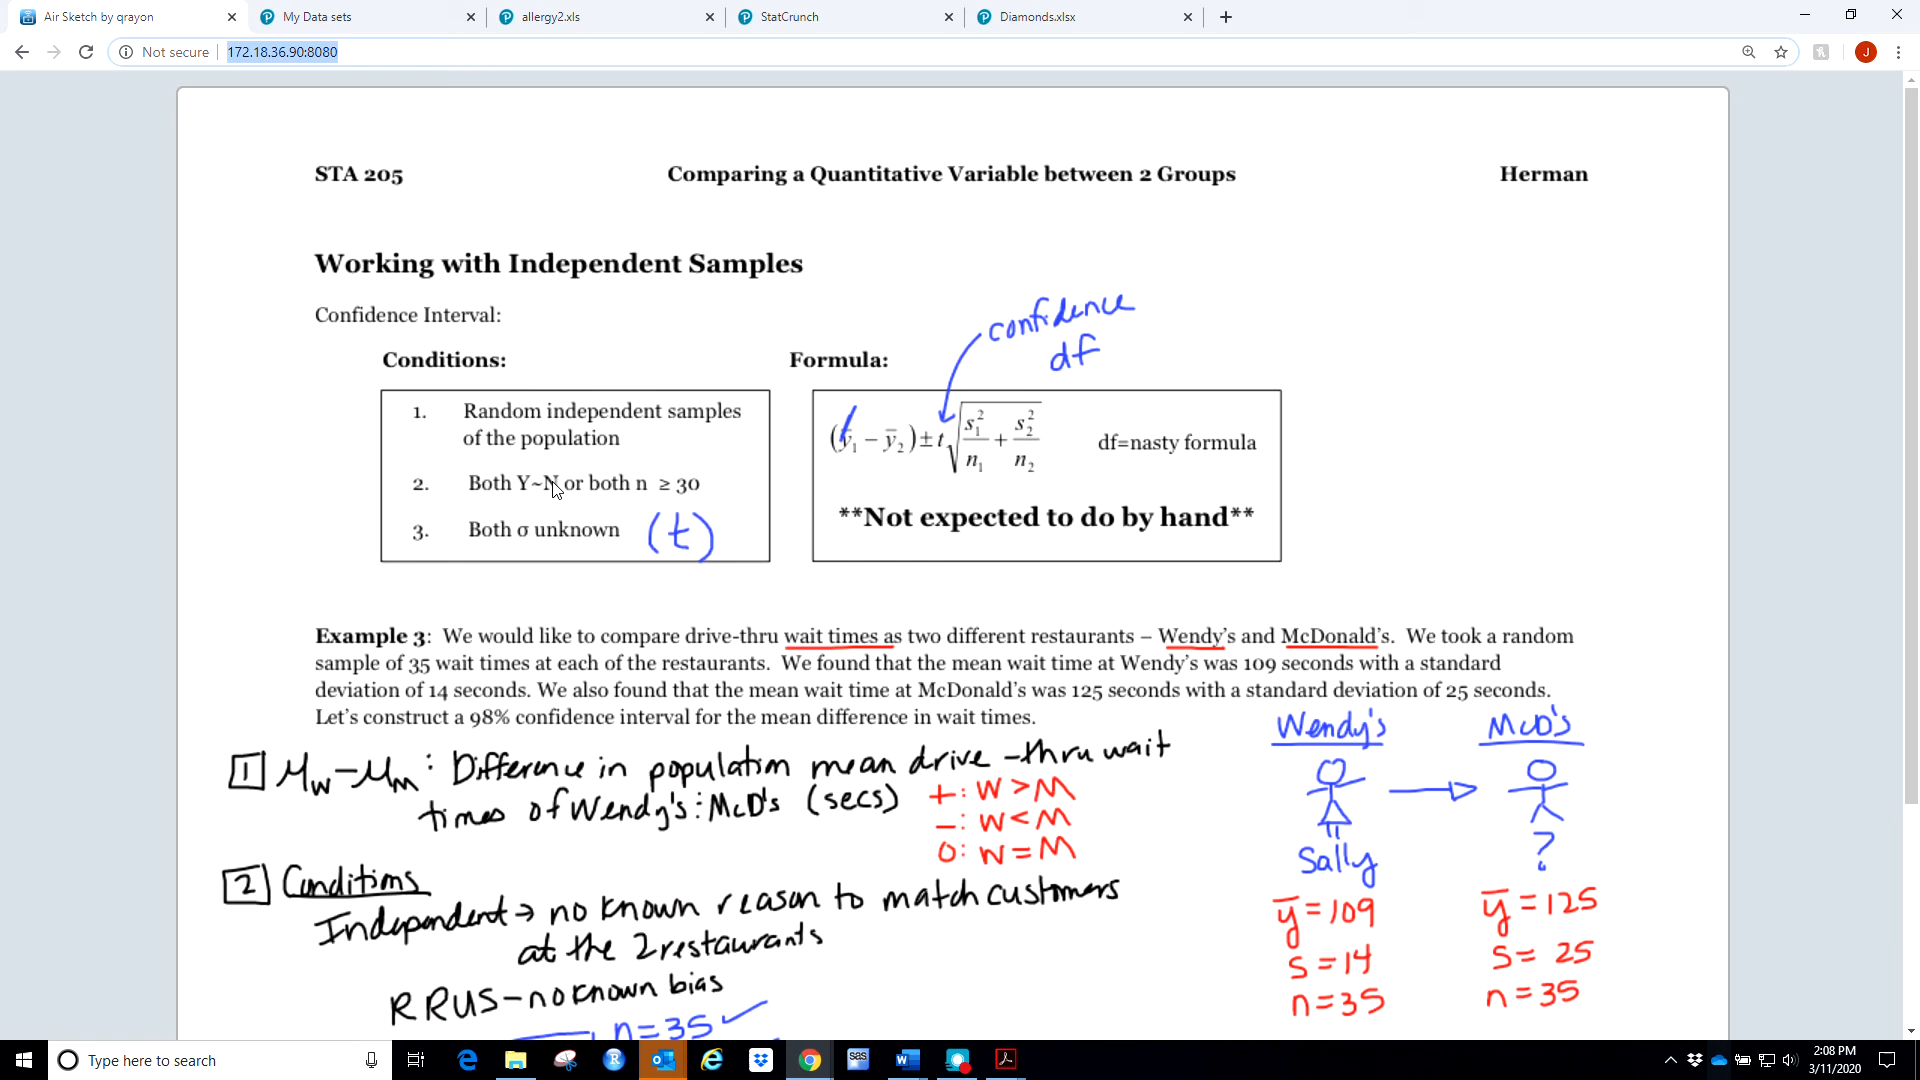 Air Sketch by qrayon
My Data sets
allergy2.xls
StatCrunch
Diamonds.xlsx
Not secure
172.18.36.90:8080
J
STA 205
Comparing a Quantitative Variable between 2 Groups
Herman
Working with Independent Samples
Confidence Interval:
confidence
df
Conditions:
Formula:
1. Random independent samples
of the population
2. Both Y~N or both n ≥ 30
3. Both σ unknown (t)
(ȳ₁ − ȳ₂) ± t √(s₁²/n₁ + s₂²/n₂)
df=nasty formula
**Not expected to do by hand**
Example 3: We would like to compare drive-thru wait times as two different restaurants – Wendy's and McDonald's. We took a random
sample of 35 wait times at each of the restaurants. We found that the mean wait time at Wendy's was 109 seconds with a standard
deviation of 14 seconds. We also found that the mean wait time at McDonald's was 125 seconds with a standard deviation of 25 seconds.
Let's construct a 98% confidence interval for the mean difference in wait times.
1 μw−μm : Difference in population mean drive-thru wait
times of Wendy's : McD's (secs)
+: W > M
−: W < M
0: W = M
Wendy's
Sally
ȳ = 109
s = 14
n = 35
McD's
?
ȳ = 125
s = 25
n = 35
2 Conditions
Independent → no known reason to match customers
at the 2 restaurants
RRUS – no known bias
n = 35 ✓
Type here to search
2:08 PM
3/11/2020